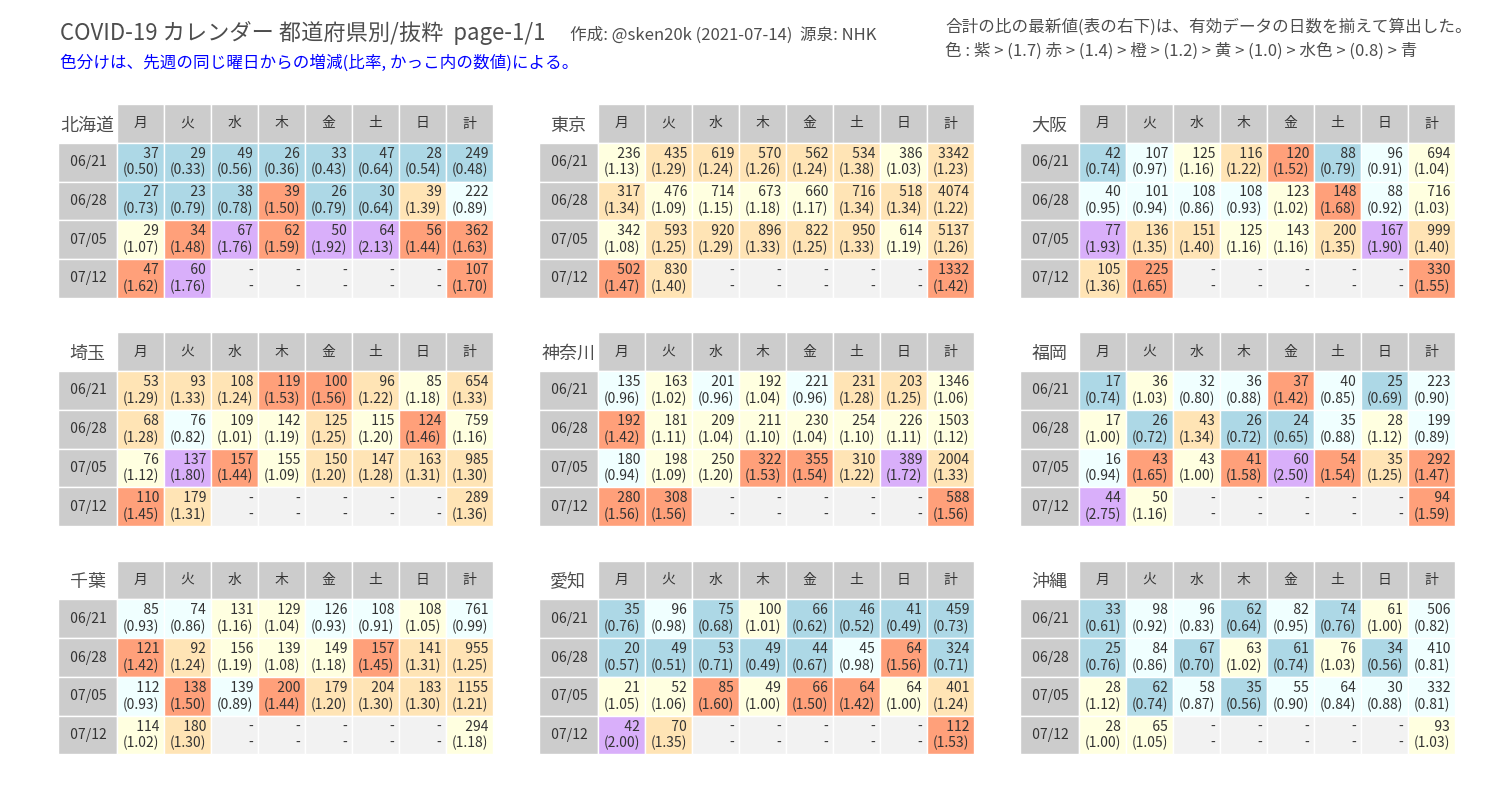 COVID-19 カレンダー 都道府県別/抜粋 page-1/1 作成: @sken20k (2021-07-14) 源泉: NHK
色分けは、先週の同じ曜日からの増減(比率, かっこ内の数値)による。
合計の比の最新値(表の右下)は、有効データの日数を揃えて算出した。
色 : 紫 > (1.7) 赤 > (1.4) 橙 > (1.2) 黄 > (1.0) > 水色 > (0.8) > 青
北海道 月 火 水 木 金 土 日 計
06/21 37 29 49 26 33 47 28 249
(0.50) (0.33) (0.56) (0.36) (0.43) (0.64) (0.54) (0.48)
06/28 27 23 38 39 26 30 39 222
(0.73) (0.79) (0.78) (1.50) (0.79) (0.64) (1.39) (0.89)
07/05 29 34 67 62 50 64 56 362
(1.07) (1.48) (1.76) (1.59) (1.92) (2.13) (1.44) (1.63)
07/12 47 60 - - - - - 107
(1.62) (1.76) - - - - - (1.70)
東京 月 火 水 木 金 土 日 計
06/21 236 435 619 570 562 534 386 3342
(1.13) (1.29) (1.24) (1.26) (1.24) (1.38) (1.03) (1.23)
06/28 317 476 714 673 660 716 518 4074
(1.34) (1.09) (1.15) (1.18) (1.17) (1.34) (1.34) (1.22)
07/05 342 593 920 896 822 950 614 5137
(1.08) (1.25) (1.29) (1.33) (1.25) (1.33) (1.19) (1.26)
07/12 502 830 - - - - - 1332
(1.47) (1.40) - - - - - (1.42)
大阪 月 火 水 木 金 土 日 計
06/21 42 107 125 116 120 88 96 694
(0.74) (0.97) (1.16) (1.22) (1.52) (0.79) (0.91) (1.04)
06/28 40 101 108 108 123 148 88 716
(0.95) (0.94) (0.86) (0.93) (1.02) (1.68) (0.92) (1.03)
07/05 77 136 151 125 143 200 167 999
(1.93) (1.35) (1.40) (1.16) (1.16) (1.35) (1.90) (1.40)
07/12 105 225 - - - - - 330
(1.36) (1.65) - - - - - (1.55)
埼玉 月 火 水 木 金 土 日 計
06/21 53 93 108 119 100 96 85 654
(1.29) (1.33) (1.24) (1.53) (1.56) (1.22) (1.18) (1.33)
06/28 68 76 109 142 125 115 124 759
(1.28) (0.82) (1.01) (1.19) (1.25) (1.20) (1.46) (1.16)
07/05 76 137 157 155 150 147 163 985
(1.12) (1.80) (1.44) (1.09) (1.20) (1.28) (1.31) (1.30)
07/12 110 179 - - - - - 289
(1.45) (1.31) - - - - - (1.36)
神奈川 月 火 水 木 金 土 日 計
06/21 135 163 201 192 221 231 203 1346
(0.96) (1.02) (0.96) (1.04) (0.96) (1.28) (1.25) (1.06)
06/28 192 181 209 211 230 254 226 1503
(1.42) (1.11) (1.04) (1.10) (1.04) (1.10) (1.11) (1.12)
07/05 180 198 250 322 355 310 389 2004
(0.94) (1.09) (1.20) (1.53) (1.54) (1.22) (1.72) (1.33)
07/12 280 308 - - - - - 588
(1.56) (1.56) - - - - - (1.56)
福岡 月 火 水 木 金 土 日 計
06/21 17 36 32 36 37 40 25 223
(0.74) (1.03) (0.80) (0.88) (1.42) (0.85) (0.69) (0.90)
06/28 17 26 43 26 24 35 28 199
(1.00) (0.72) (1.34) (0.72) (0.65) (0.88) (1.12) (0.89)
07/05 16 43 43 41 60 54 35 292
(0.94) (1.65) (1.00) (1.58) (2.50) (1.54) (1.25) (1.47)
07/12 44 50 - - - - - 94
(2.75) (1.16) - - - - - (1.59)
千葉 月 火 水 木 金 土 日 計
06/21 85 74 131 129 126 108 108 761
(0.93) (0.86) (1.16) (1.04) (0.93) (0.91) (1.05) (0.99)
06/28 121 92 156 139 149 157 141 955
(1.42) (1.24) (1.19) (1.08) (1.18) (1.45) (1.31) (1.25)
07/05 112 138 139 200 179 204 183 1155
(0.93) (1.50) (0.89) (1.44) (1.20) (1.30) (1.30) (1.21)
07/12 114 180 - - - - - 294
(1.02) (1.30) - - - - - (1.18)
愛知 月 火 水 木 金 土 日 計
06/21 35 96 75 100 66 46 41 459
(0.76) (0.98) (0.68) (1.01) (0.62) (0.52) (0.49) (0.73)
06/28 20 49 53 49 44 45 64 324
(0.57) (0.51) (0.71) (0.49) (0.67) (0.98) (1.56) (0.71)
07/05 21 52 85 49 66 64 64 401
(1.05) (1.06) (1.60) (1.00) (1.50) (1.42) (1.00) (1.24)
07/12 42 70 - - - - - 112
(2.00) (1.35) - - - - - (1.53)
沖縄 月 火 水 木 金 土 日 計
06/21 33 98 96 62 82 74 61 506
(0.61) (0.92) (0.83) (0.64) (0.95) (0.76) (1.00) (0.82)
06/28 25 84 67 63 61 76 34 410
(0.76) (0.86) (0.70) (1.02) (0.74) (1.03) (0.56) (0.81)
07/05 28 62 58 35 55 64 30 332
(1.12) (0.74) (0.87) (0.56) (0.90) (0.84) (0.88) (0.81)
07/12 28 65 - - - - - 93
(1.00) (1.05) - - - - - (1.03)